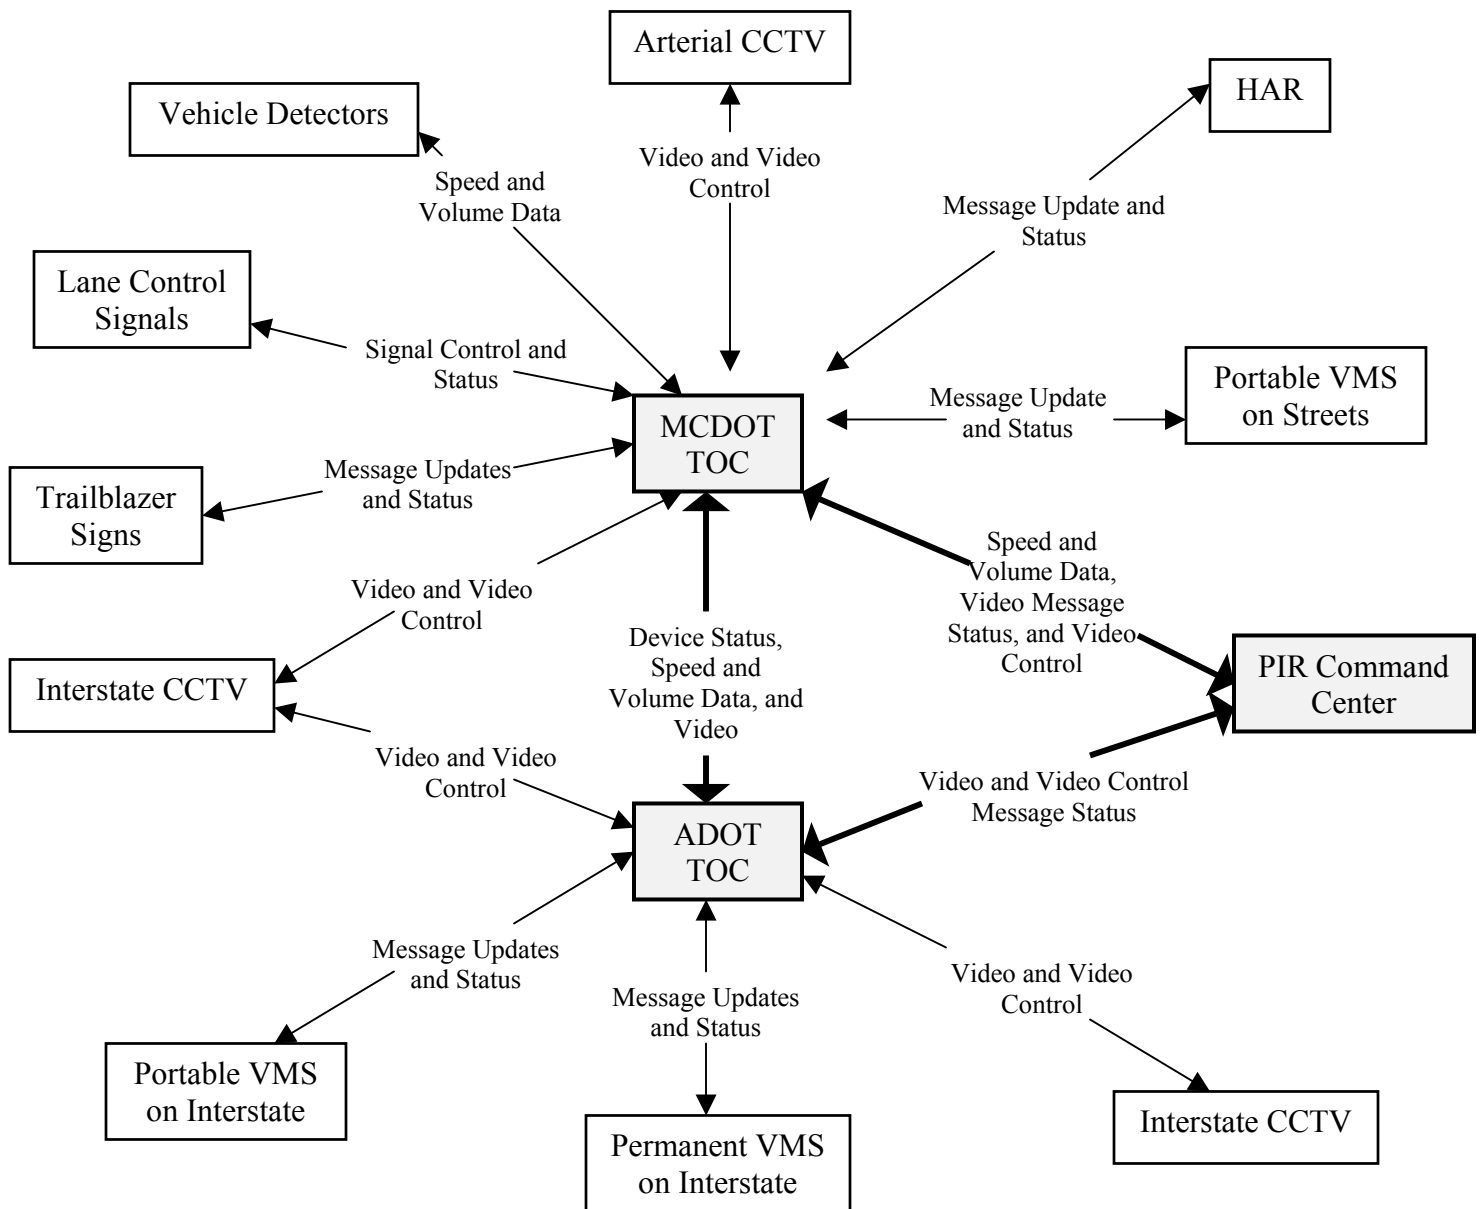 Arterial CCTV
HAR
Vehicle Detectors
Video and Video
Control
Speed and
Volume Data
Message Update and
Status
Lane Control
Signals
Signal Control and
Status
Portable VMS
on Streets
Message Update
and Status
MCDOT
TOC
Trailblazer
Signs
Message Updates
and Status
Speed and
Volume Data,
Video Message
Status, and Video
Control
Video and Video
Control
Device Status,
Speed and
Volume Data, and
Video
Interstate CCTV
PIR Command
Center
Video and Video
Control
Video and Video Control
Message Status
ADOT
TOC
Message Updates
and Status
Message Updates
and Status
Video and Video
Control
Portable VMS
on Interstate
Permanent VMS
on Interstate
Interstate CCTV